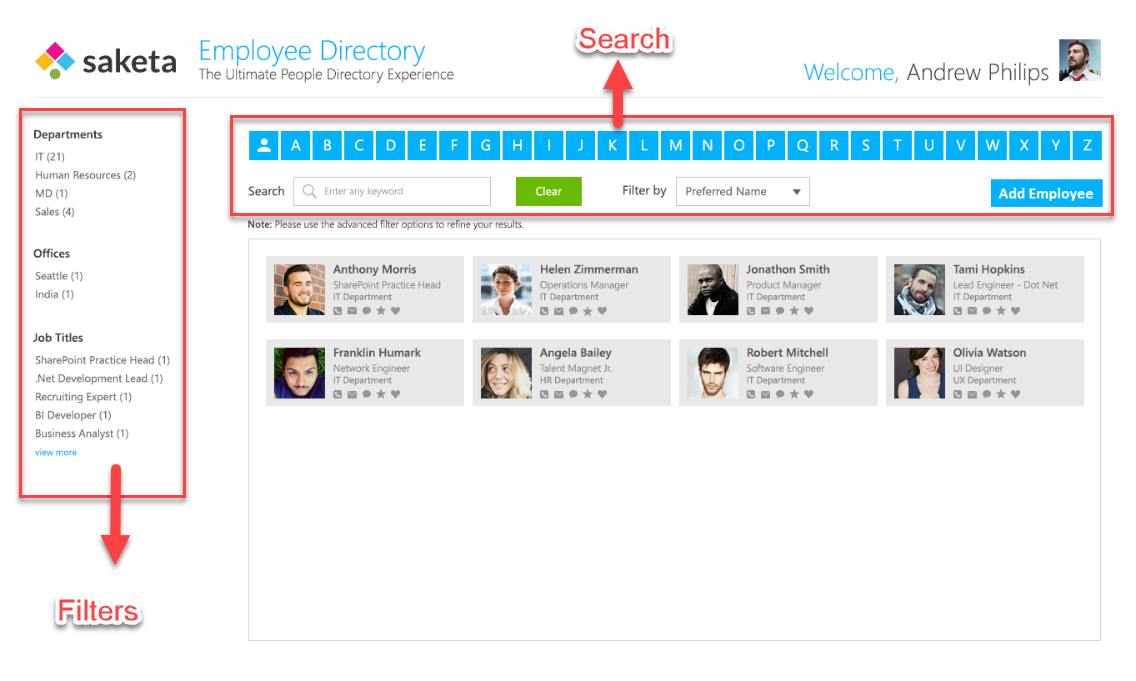 saketa
Employee Directory
The Ultimate People Directory Experience
Search
Welcome, Andrew Philips
Departments
IT (21)
Human Resources (2)
MD (1)
Sales (4)
Offices
Seattle (1)
India (1)
Job Titles
SharePoint Practice Head (1)
.Net Development Lead (1)
Recruiting Expert (1)
BI Developer (1)
Business Analyst (1)
view more
Filters
A B C D E F G H I J K L M N O P Q R S T U V W X Y Z
Search Enter any keyword Clear Filter by Preferred Name Add Employee
Note: Please use the advanced filter options to refine your results.
Anthony Morris
SharePoint Practice Head
IT Department
Helen Zimmerman
Operations Manager
IT Department
Jonathon Smith
Product Manager
IT Department
Tami Hopkins
Lead Engineer - Dot Net
IT Department
Franklin Humark
Network Engineer
IT Department
Angela Bailey
Talent Magnet Jr.
HR Department
Robert Mitchell
Software Engineer
IT Department
Olivia Watson
UI Designer
UX Department